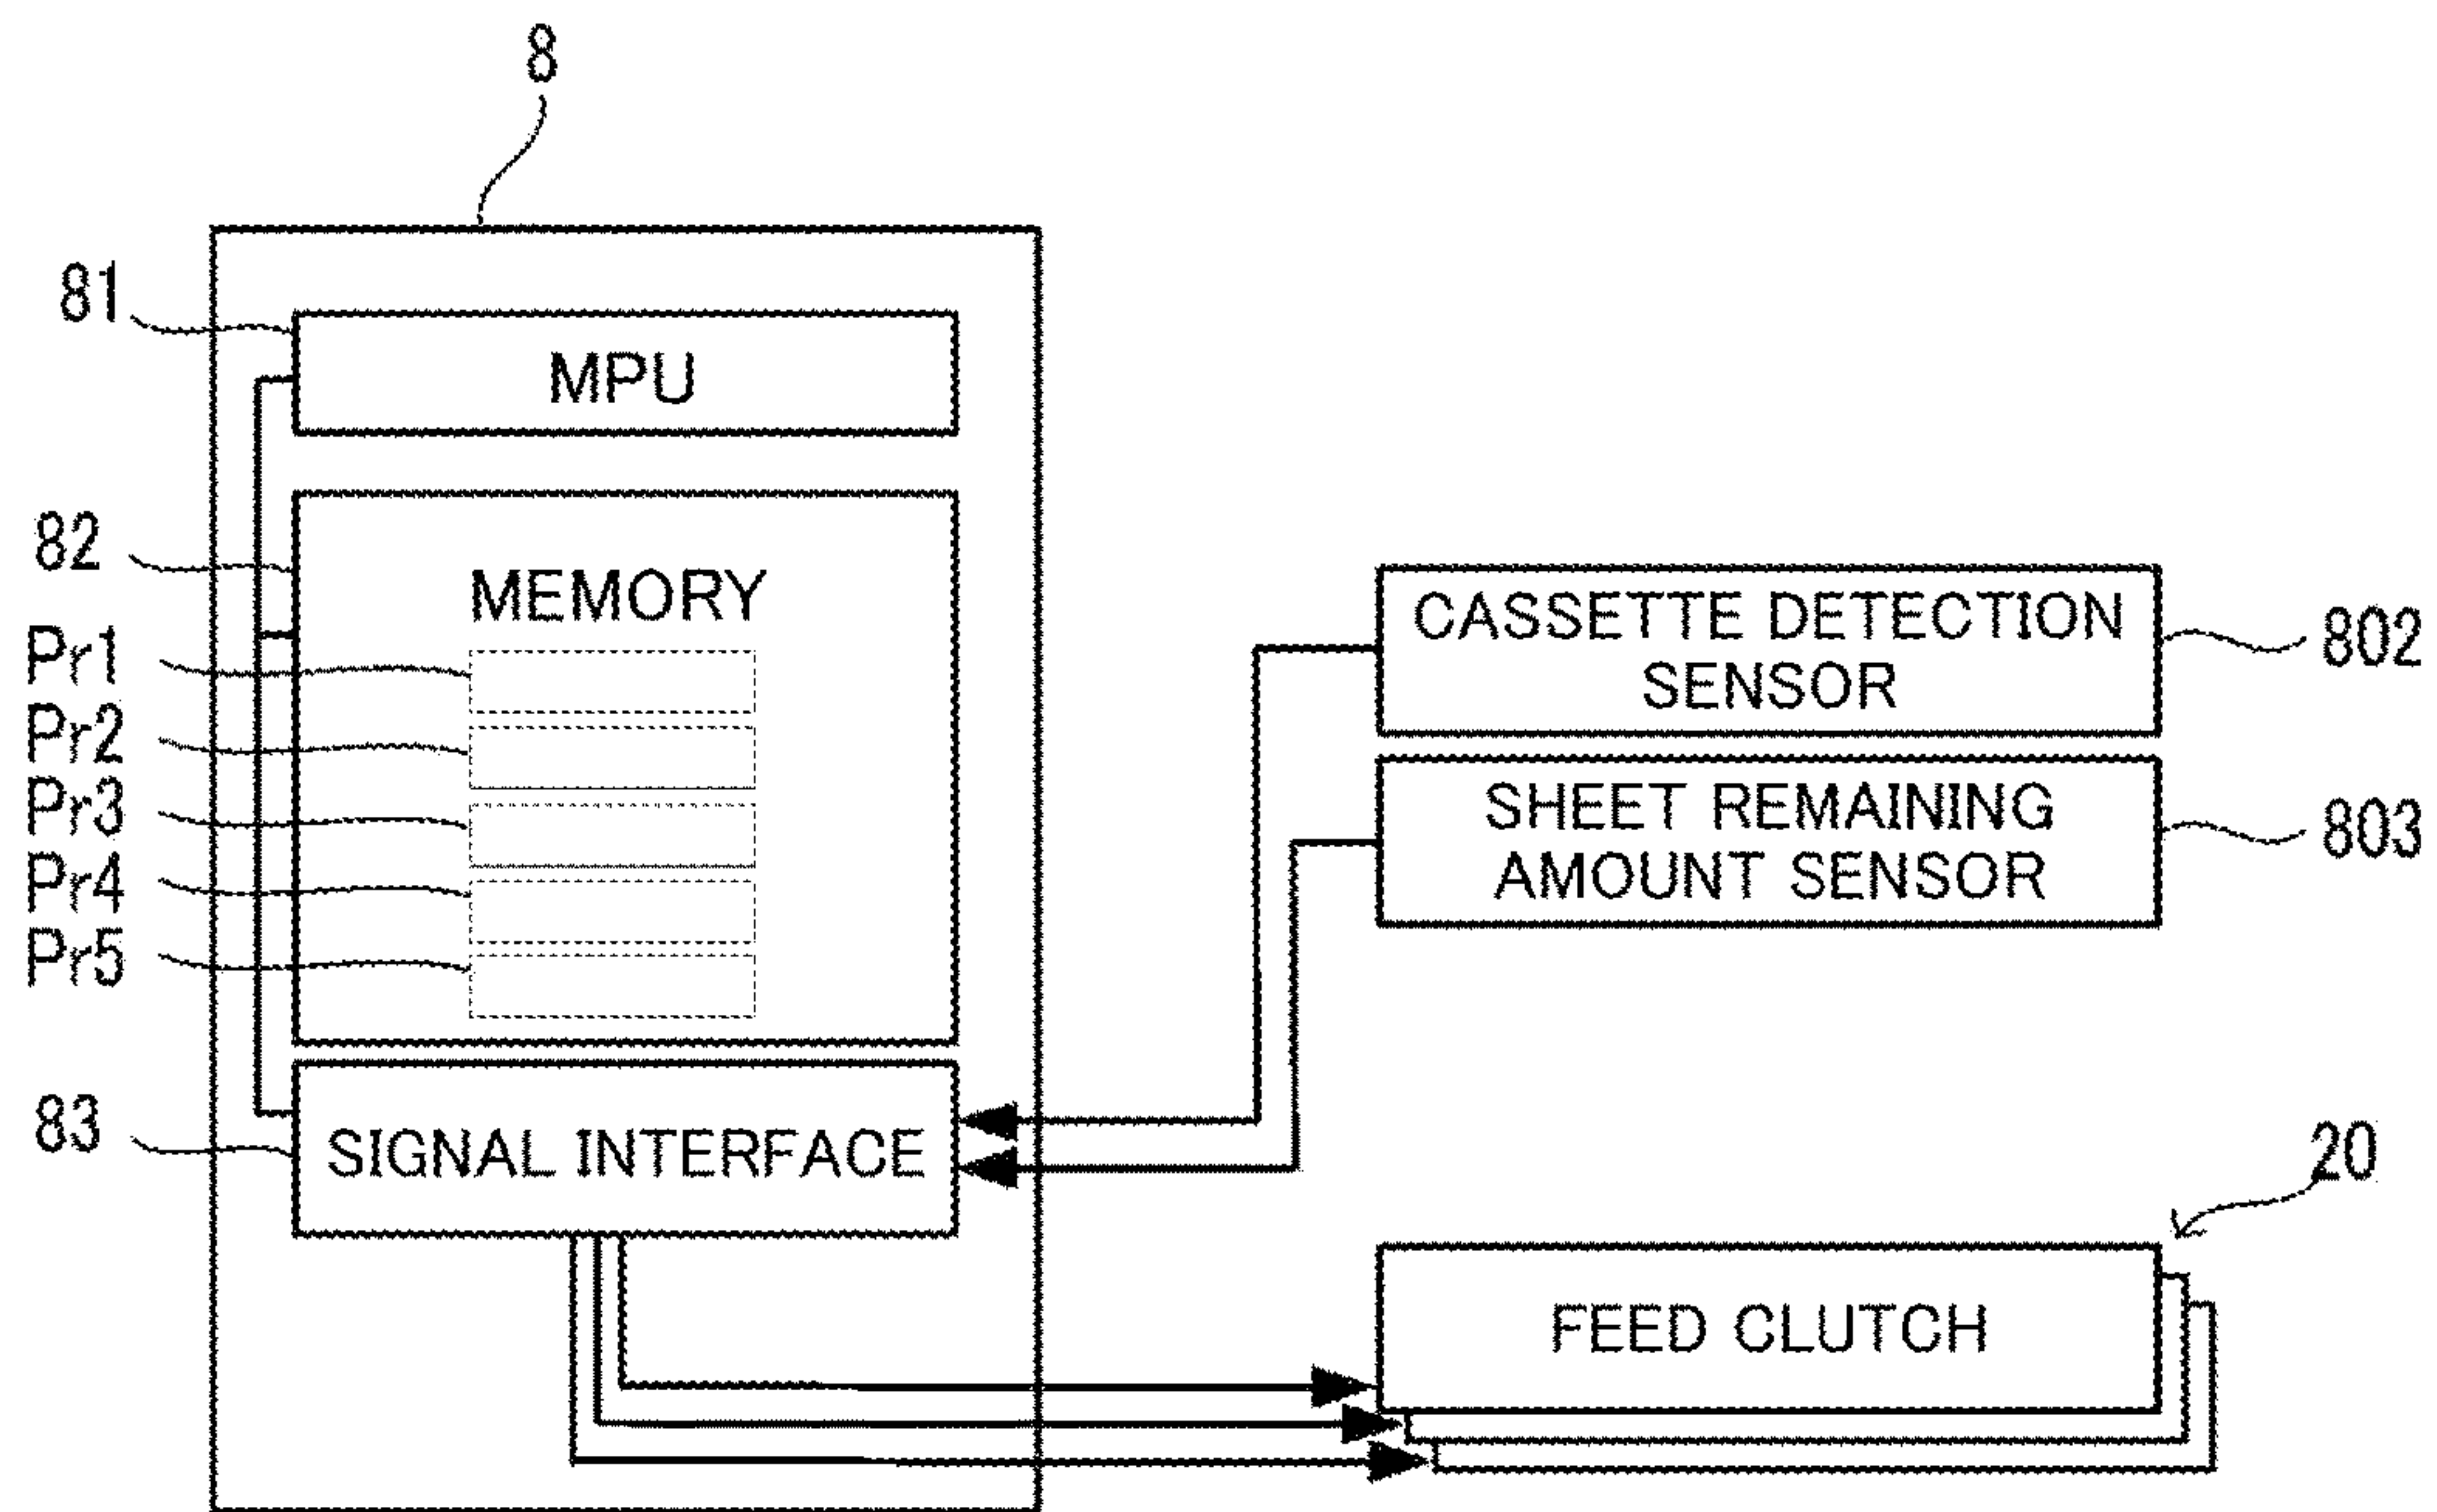 8
81
MPU
82
MEMORY
Pr1
Pr2
Pr3
Pr4
Pr5
83
SIGNAL INTERFACE
CASSETTE DETECTION
SENSOR
802
SHEET REMAINING
AMOUNT SENSOR
803
20
FEED CLUTCH